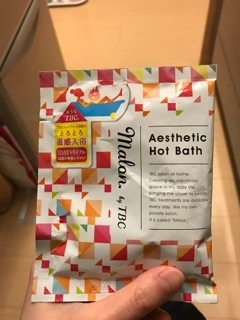 TBC
とろとろ
温感入浴
Malon.
by TBC
Aesthetic
Hot Bath
TBC salon at home.
Creating an
space in my daily life.
Bringing me closer to
TBC treatments are available
every day, like my own
private salon.
It's called "Malon."